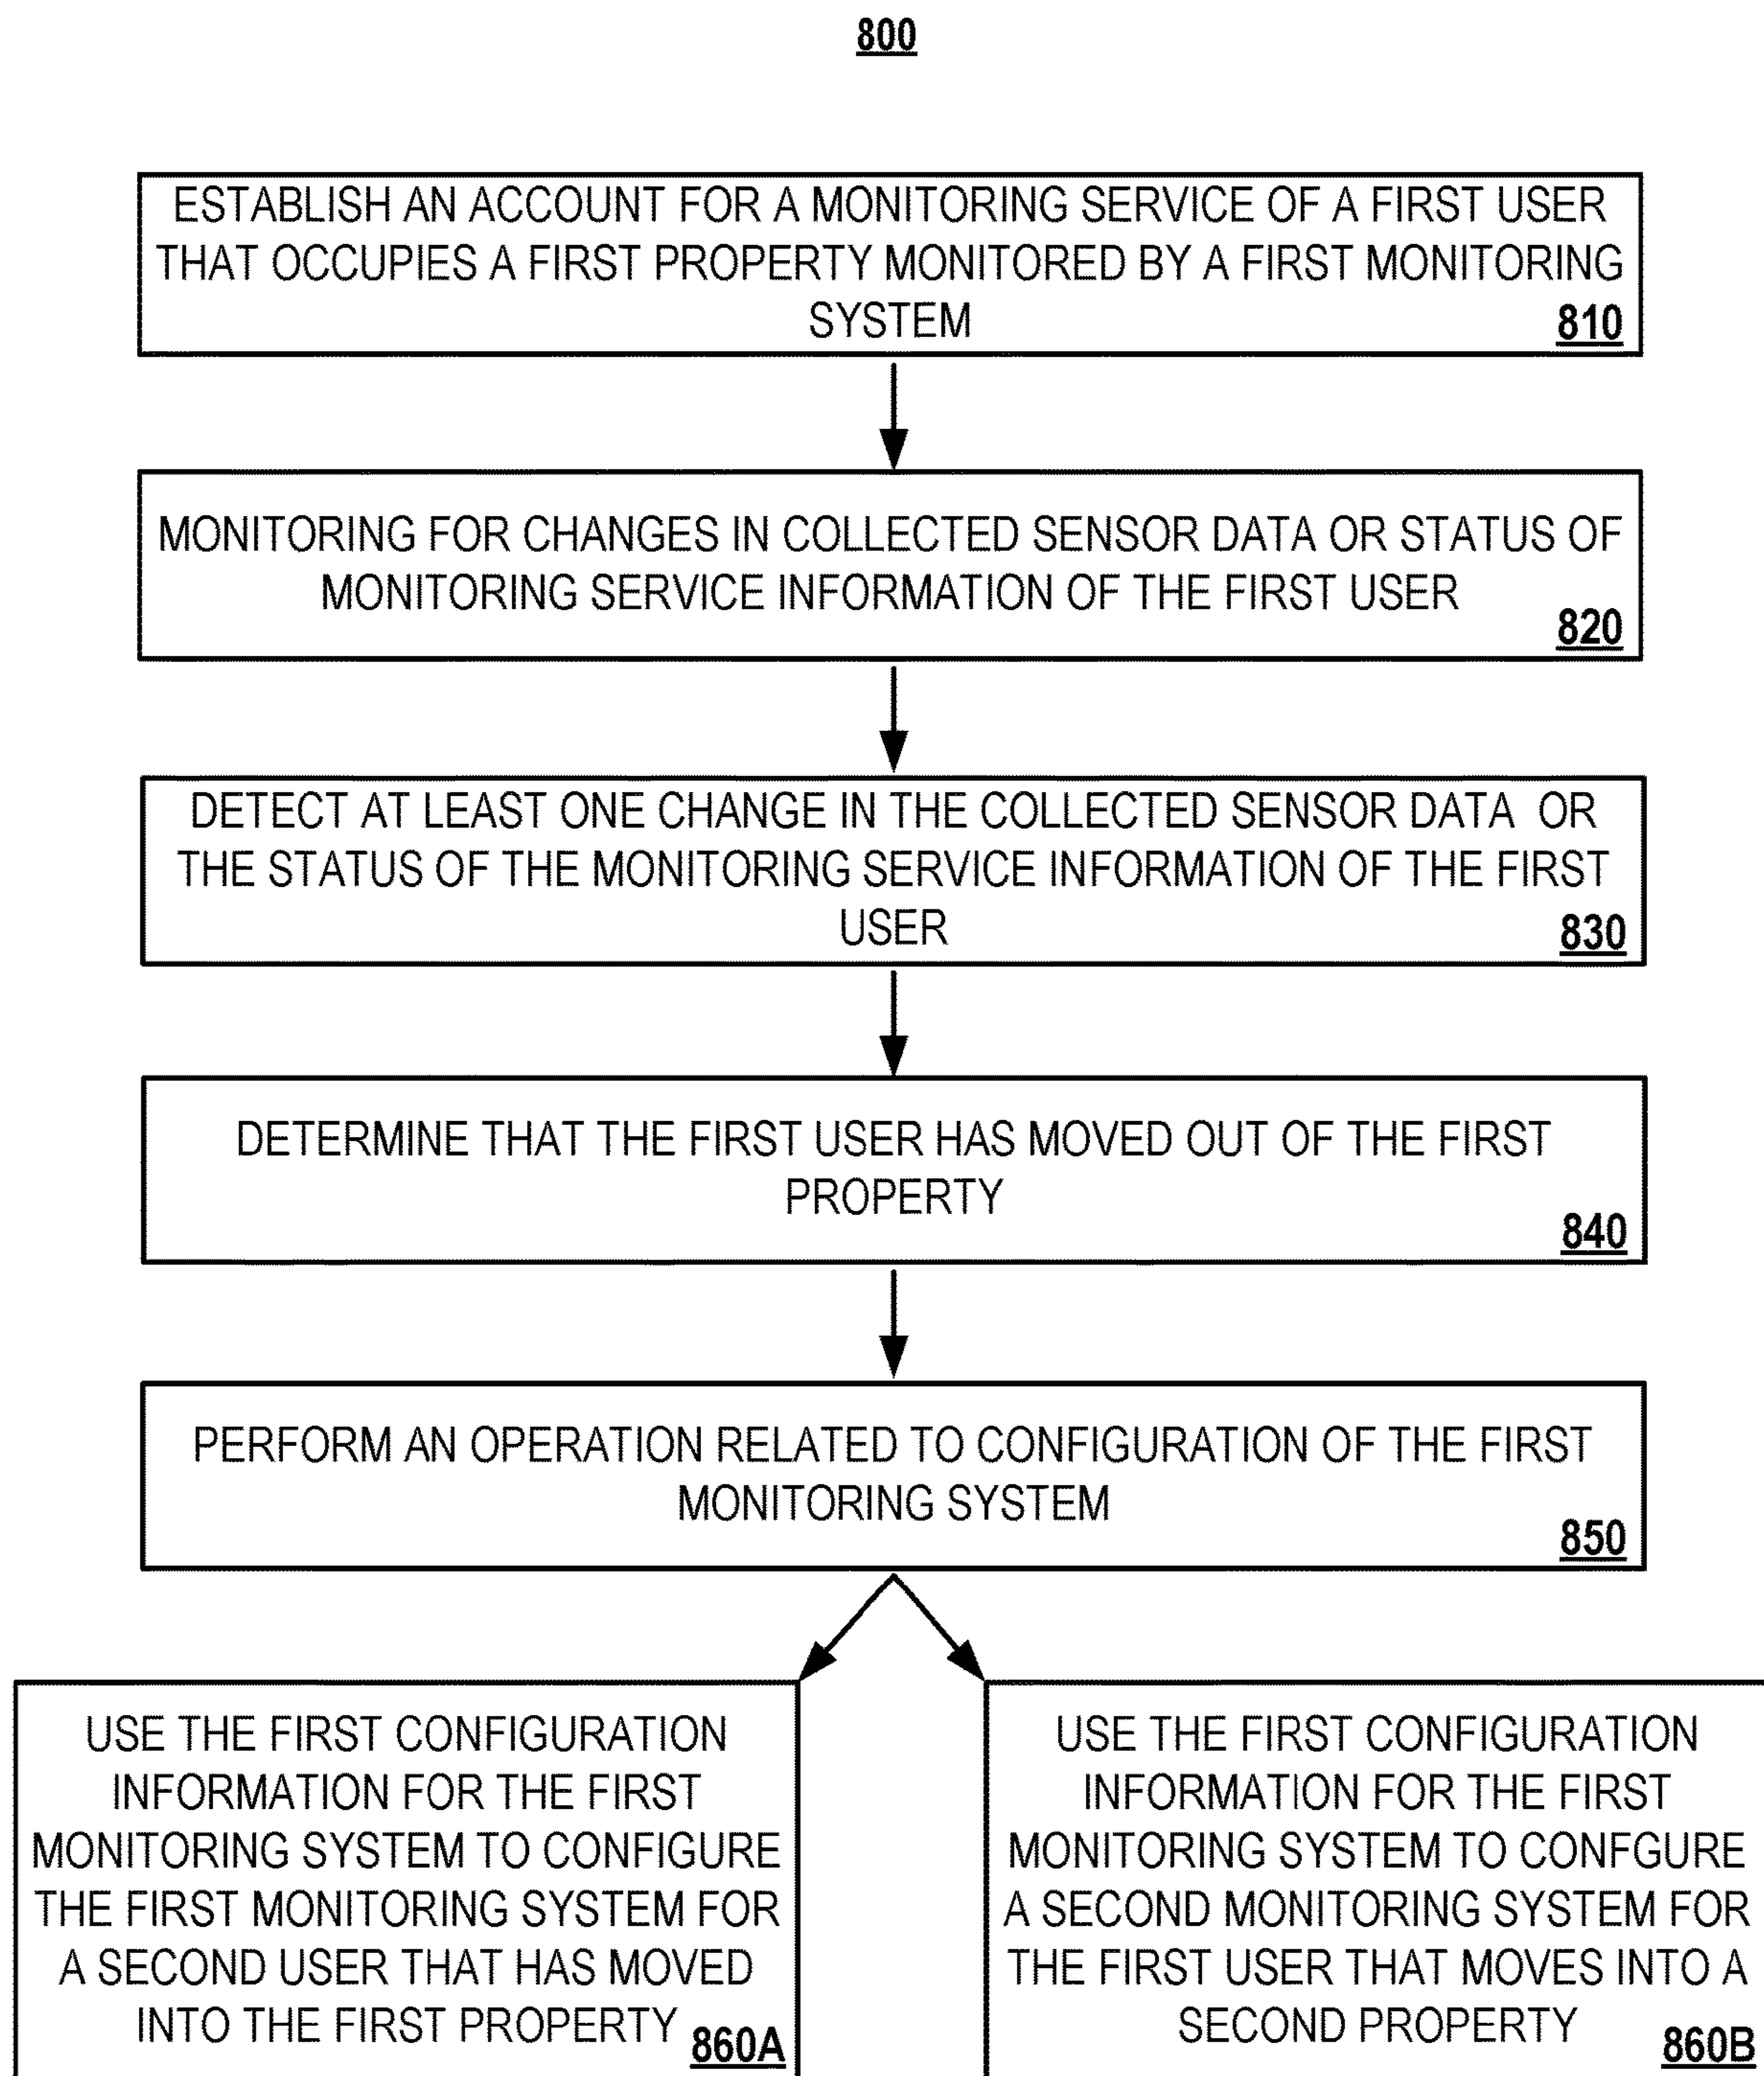 800
ESTABLISH AN ACCOUNT FOR A MONITORING SERVICE OF A FIRST USER
THAT OCCUPIES A FIRST PROPERTY MONITORED BY A FIRST MONITORING
SYSTEM
810
MONITORING FOR CHANGES IN COLLECTED SENSOR DATA OR STATUS OF
MONITORING SERVICE INFORMATION OF THE FIRST USER
820
DETECT AT LEAST ONE CHANGE IN THE COLLECTED SENSOR DATA OR
THE STATUS OF THE MONITORING SERVICE INFORMATION OF THE FIRST
USER
830
DETERMINE THAT THE FIRST USER HAS MOVED OUT OF THE FIRST
PROPERTY
840
PERFORM AN OPERATION RELATED TO CONFIGURATION OF THE FIRST
MONITORING SYSTEM
850
USE THE FIRST CONFIGURATION
INFORMATION FOR THE FIRST
MONITORING SYSTEM TO CONFIGURE
THE FIRST MONITORING SYSTEM FOR
A SECOND USER THAT HAS MOVED
INTO THE FIRST PROPERTY
860A
USE THE FIRST CONFIGURATION
INFORMATION FOR THE FIRST
MONITORING SYSTEM TO CONFGURE
A SECOND MONITORING SYSTEM FOR
THE FIRST USER THAT MOVES INTO A
SECOND PROPERTY
860B